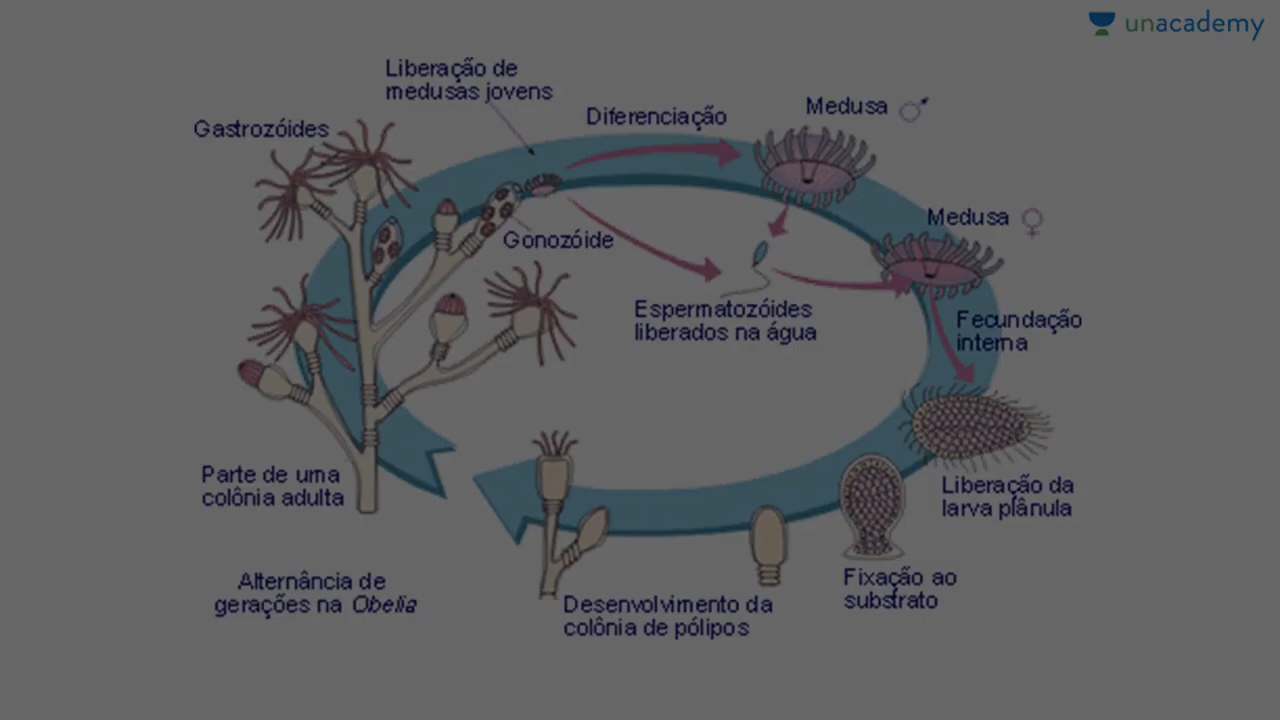 unacademy
Liberação de
medusas jovens
Diferenciação
Medusa
Gastrozóides
Medusa
Gonozóide
Espermatozóides
liberados na água
Fecundação
interna
Parte de uma
colônia adulta
Liberação da
larva plânula
Fixação ao
substrato
Alternância de
gerações na Obelia
Desenvolvimento da
colônia de pólipos